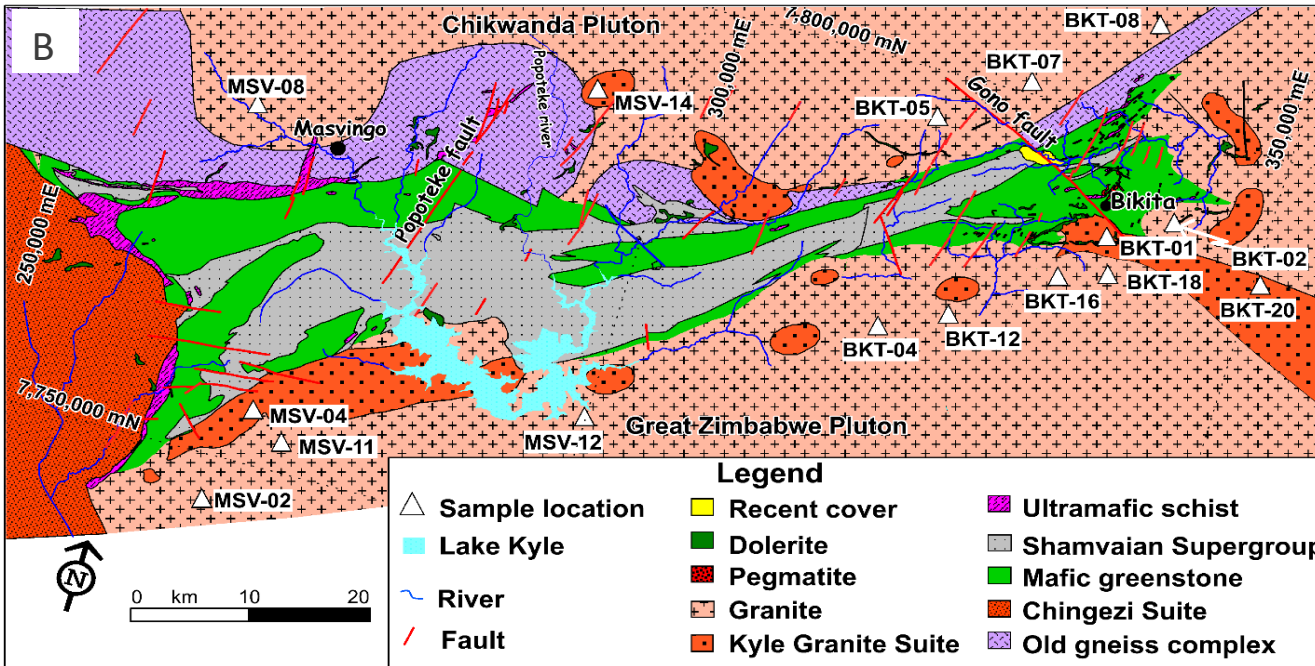 B
Chikwanda Pluton
7,800,000 mN
BKT-08
BKT-07
MSV-08
MSV-14
300,000 mE
BKT-05
Gono fault
Popoteke river
Masvingo
Popoteke fault
350,000 mE
Bikita
250,000 mE
BKT-01
BKT-02
BKT-16
BKT-18
BKT-20
BKT-04
BKT-12
7,750,000 mN
MSV-04
MSV-11
MSV-12
Great Zimbabwe Pluton
MSV-02
N
0 km 10 20
Legend
Sample location
Lake Kyle
River
Fault
Recent cover
Dolerite
Pegmatite
Granite
Kyle Granite Suite
Ultramafic schist
Shamvaian Supergroup
Mafic greenstone
Chingezi Suite
Old gneiss complex